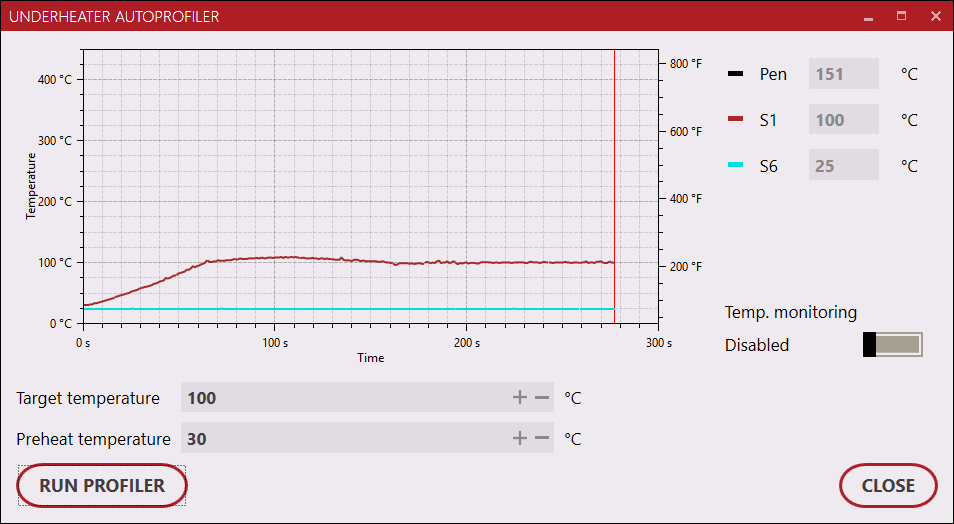 UNDERHEATER AUTOPROFILER
400 °C
300 °C
200 °C
100 °C
0 °C
Temperature
800 °F
600 °F
400 °F
200 °F
0 s
100 s
200 s
300 s
Time
Pen 151 °C
S1 100 °C
S6 25 °C
Temp. monitoring
Disabled
Target temperature 100 + − °C
Preheat temperature 30 + − °C
RUN PROFILER
CLOSE